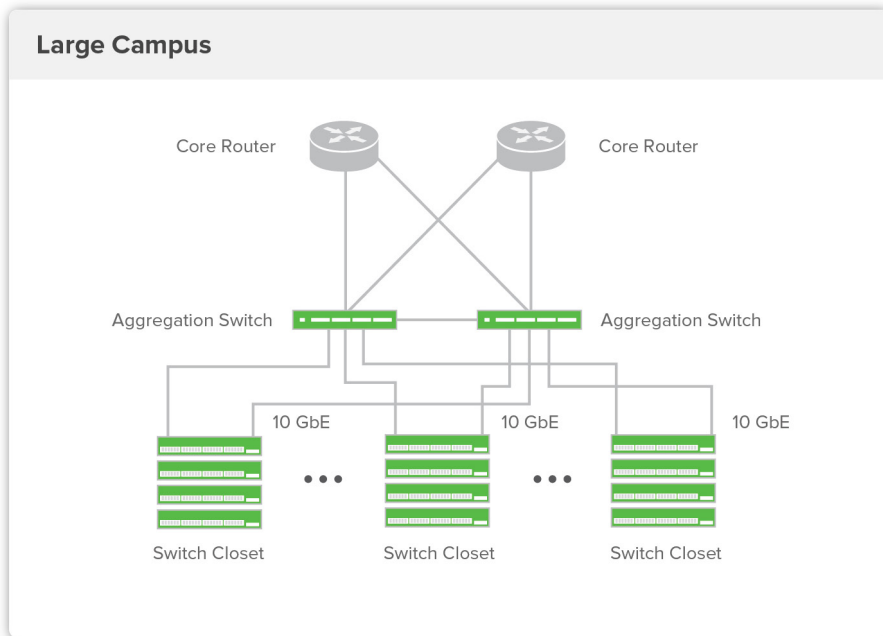 Large Campus
Core Router
Core Router
Aggregation Switch
Aggregation Switch
10 GbE
10 GbE
10 GbE
Switch Closet
Switch Closet
Switch Closet